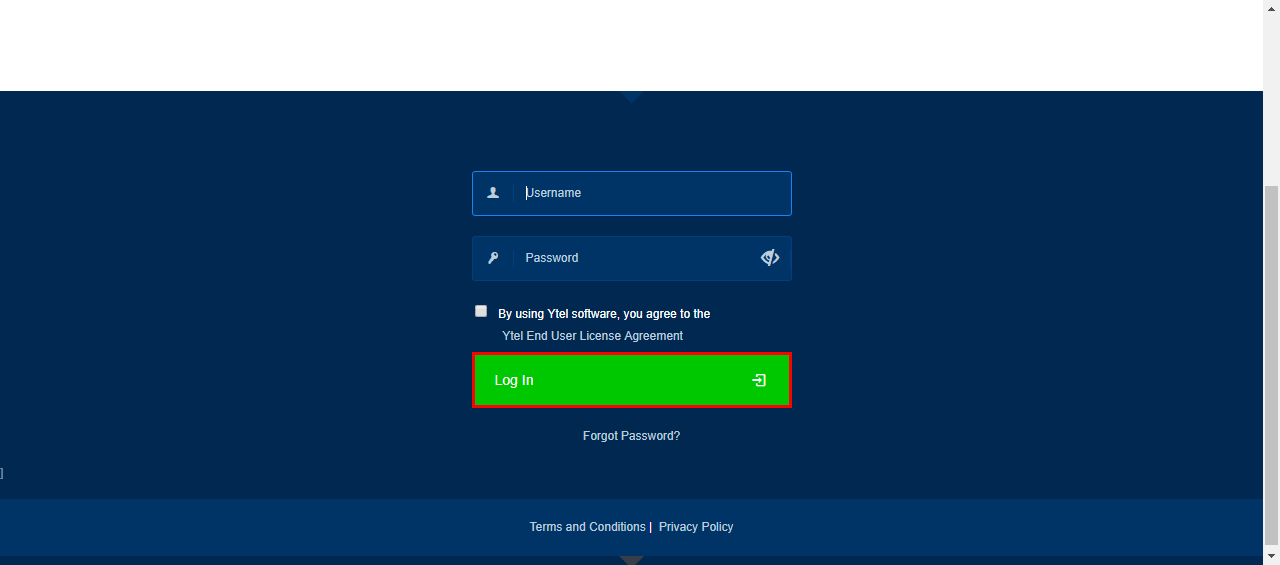 Username
Password
By using Ytel software, you agree to the
Ytel End User License Agreement
Log In
Forgot Password?
]
Terms and Conditions | Privacy Policy